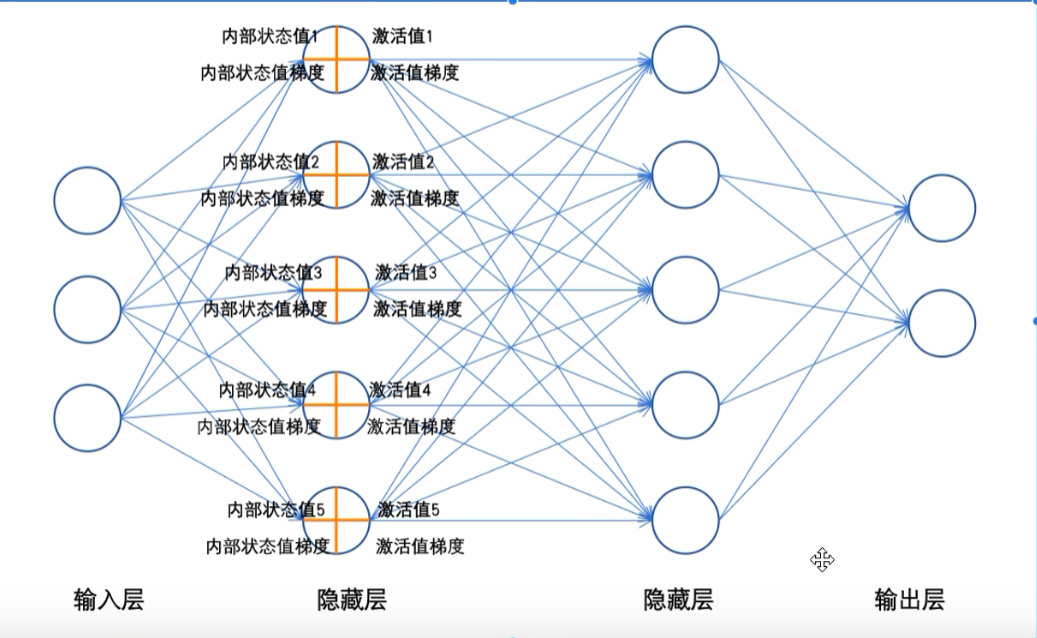 内部状态值1 激活值1
内部状态值梯度 激活值梯度
内部状态值2 激活值2
内部状态值梯度 激活值梯度
内部状态值3 激活值3
内部状态值梯度 激活值梯度
内部状态值4 激活值4
内部状态值梯度 激活值梯度
内部状态值5 激活值5
内部状态值梯度 激活值梯度
输入层 隐藏层 隐藏层 输出层